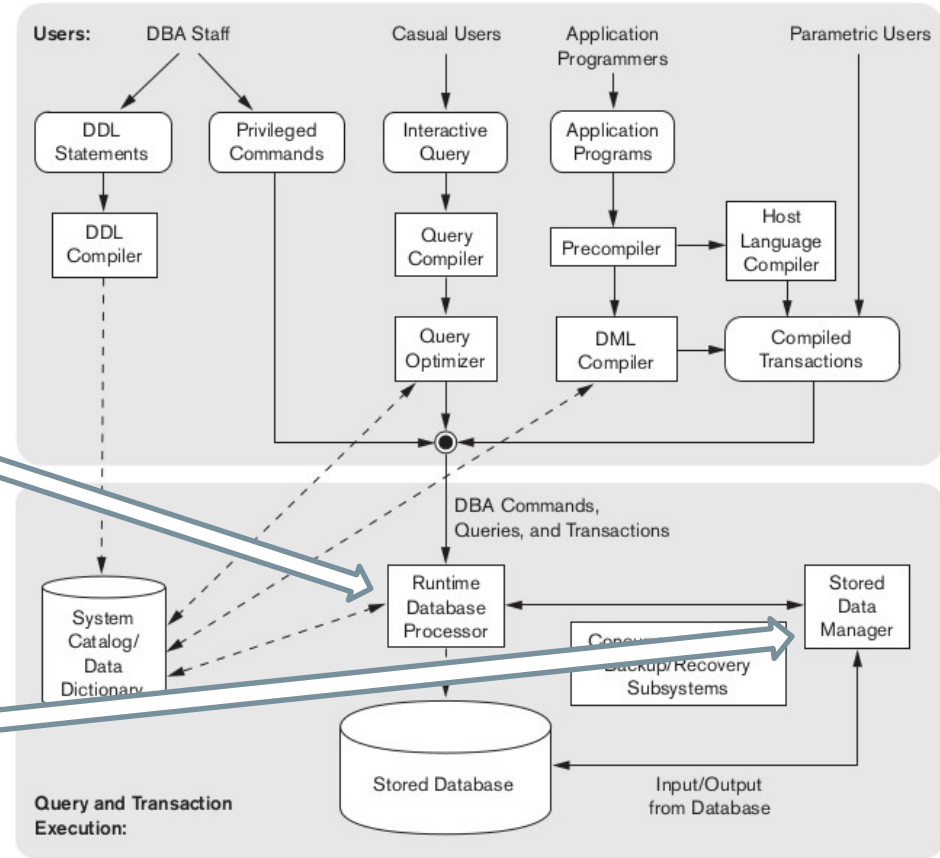 Users: DBA Staff Casual Users Application Parametric Users
Programmers
DDL
Statements
Privileged
Commands
Interactive
Query
Application
Programs
DDL
Compiler
Query
Compiler
Precompiler
Host
Language
Compiler
Query
Optimizer
DML
Compiler
Compiled
Transactions
DBA Commands,
Queries, and Transactions
System
Catalog/
Data
Dictionary
Runtime
Database
Processor
Stored
Data
Manager
Backup/Recovery
Subsystems
Stored Database
Input/Output
from Database
Query and Transaction
Execution: